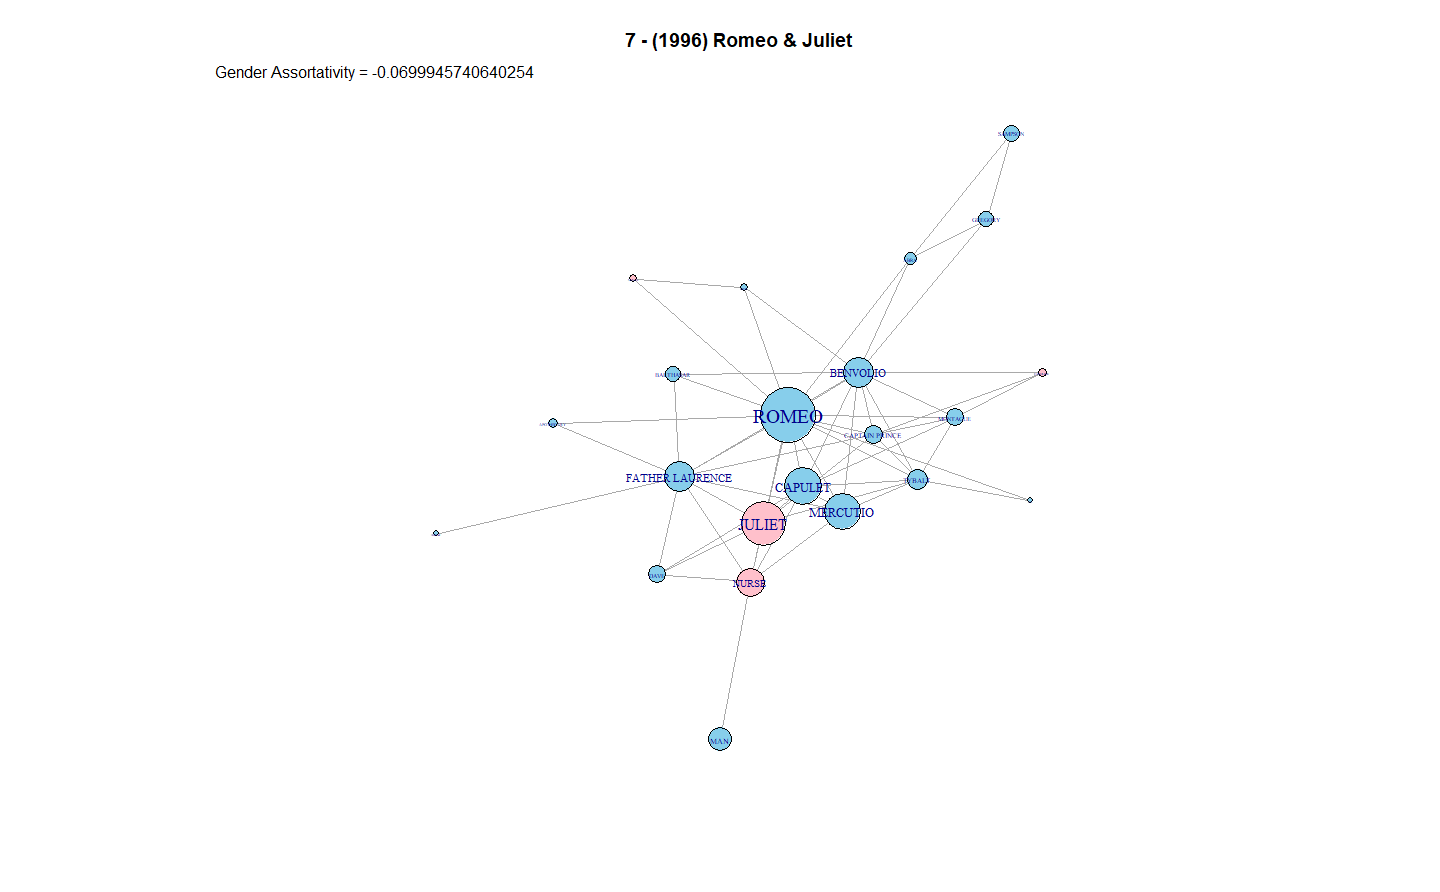 7 - (1996) Romeo & Juliet
Gender Assortativity = -0.0699945740640254
SAMPSON
GREGORY
BENVOLIO
ROMEO
MONTAGUE
CAPTAIN PRINCE
FATHER LAURENCE
CAPULET
TYBALT
MERCUTIO
JULIET
DAVE
NURSE
MAN